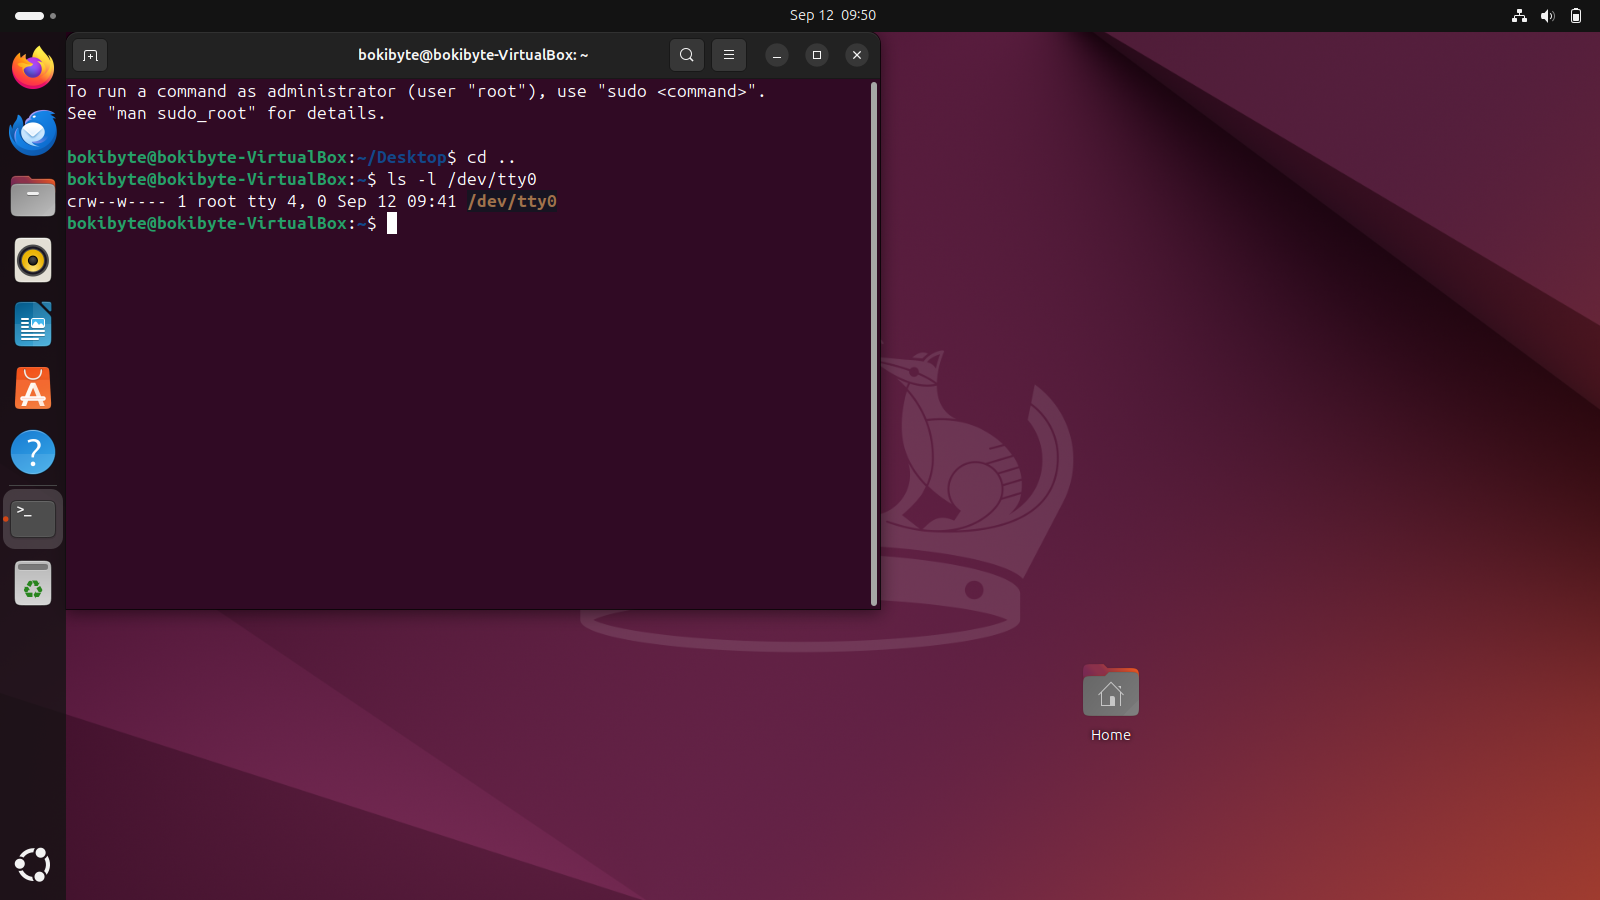 Sep 12 09:50
bokibyte@bokibyte-VirtualBox: ~
To run a command as administrator (user "root"), use "sudo <command>".
See "man sudo_root" for details.
bokibyte@bokibyte-VirtualBox:~/Desktop$ cd ..
bokibyte@bokibyte-VirtualBox:~$ ls -l /dev/tty0
crw--w---- 1 root tty 4, 0 Sep 12 09:41 /dev/tty0
bokibyte@bokibyte-VirtualBox:~$
Home